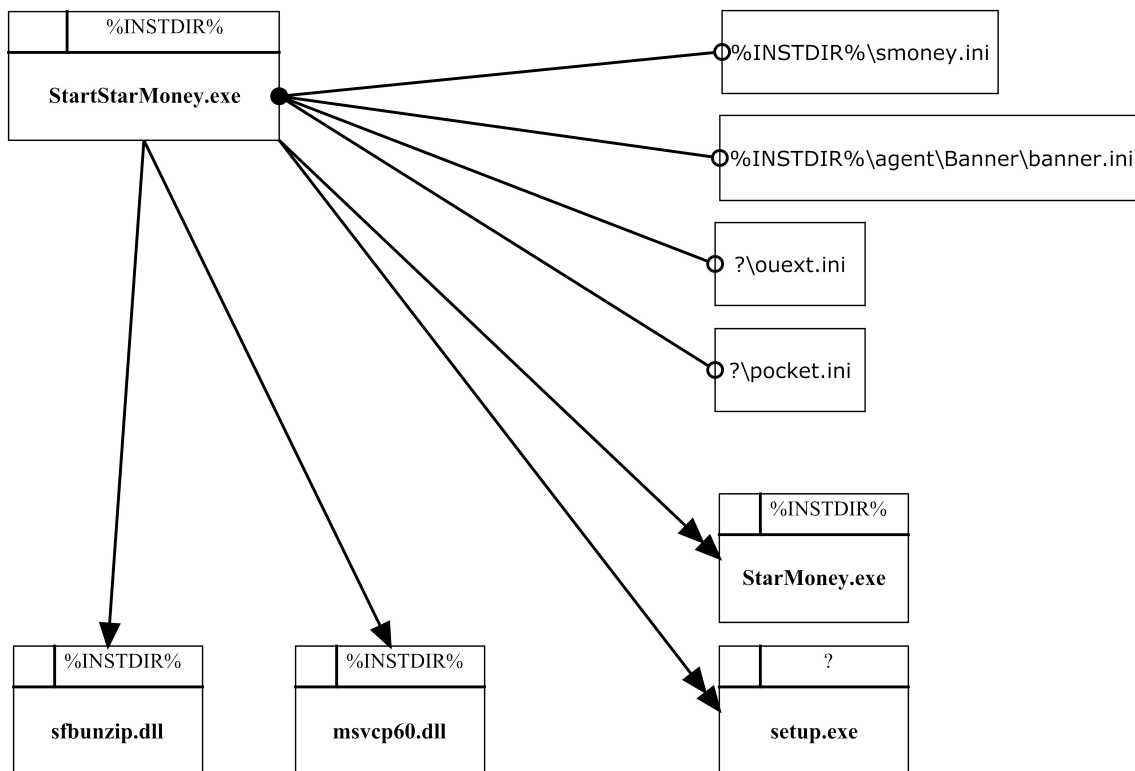 %INSTDIR%
StartStarMoney.exe
%INSTDIR%\smoney.ini
%INSTDIR%\agent\Banner\banner.ini
?\ouext.ini
?\pocket.ini
%INSTDIR%
StarMoney.exe
%INSTDIR%
sfbunzip.dll
%INSTDIR%
msvcp60.dll
?
setup.exe